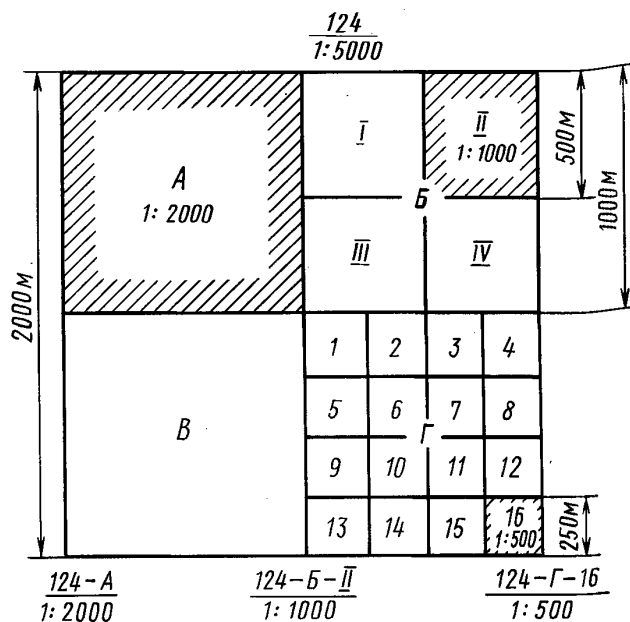 124
1:5000
А
1:2000
I
II
1:1000
Б
III
IV
500м
1000м
2000м
В
1 2 3 4
5 6 7 8
Г
9 10 11 12
13 14 15 16
1:500
250м
124-А
1:2000
124-Б-II
1:1000
124-Г-16
1:500